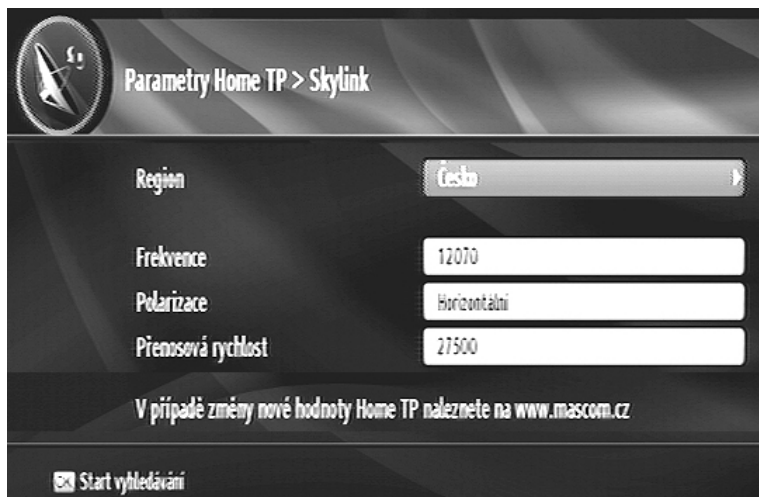 Parametry Home TP > Skylink
Region
Česko
Frekvence
12070
Polarizace
Horizontální
Přenosová rychlost
27500
V případě změny nové hodnoty Home TP naleznete na www.mascom.cz
OK Start vyhledávání